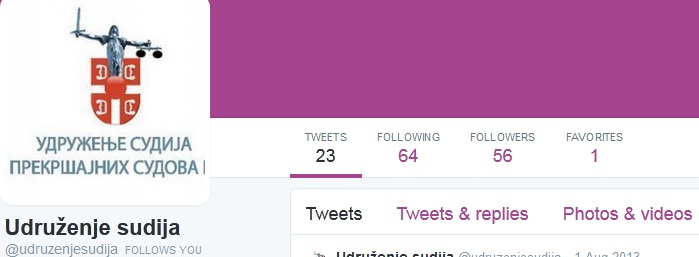 УДРУЖЕЊЕ СУДИЈА
ПРЕКРШАЈНИХ СУДОВА
Udruženje sudija
@udruzenjesudija FOLLOWS YOU
TWEETS FOLLOWING FOLLOWERS FAVORITES
23 64 56 1
Tweets Tweets & replies Photos & videos
Udruženje sudija @udruzenjesudija · 1 Aug 2013